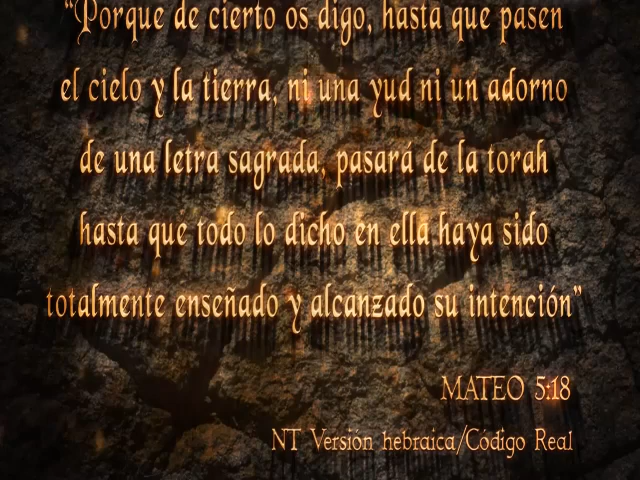 “Porque de cierto os digo, hasta que pasen
el cielo y la tierra, ni una yud ni un adorno
de una letra sagrada, pasará de la torah
hasta que todo lo dicho en ella haya sido
totalmente enseñado y alcanzado su intención”
MATEO 5:18
NT Versión hebraica/Código Real